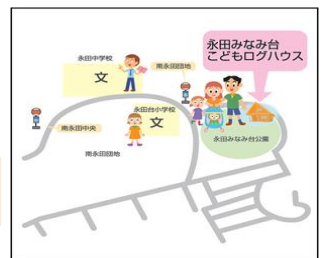 永田みなみ台
こどもログハウス
永田中学校
文
南永田団地
永田台小学校
文
南永田中央
南永田団地
永田みなみ台公園